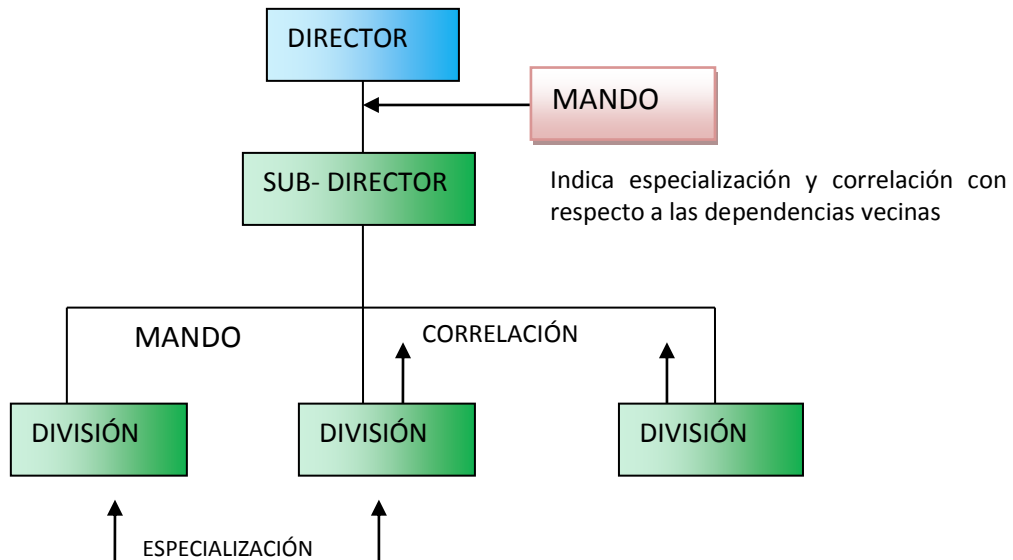 DIRECTOR
MANDO
SUB- DIRECTOR
Indica especialización y correlación con
respecto a las dependencias vecinas
MANDO
CORRELACIÓN
DIVISIÓN
DIVISIÓN
DIVISIÓN
ESPECIALIZACIÓN